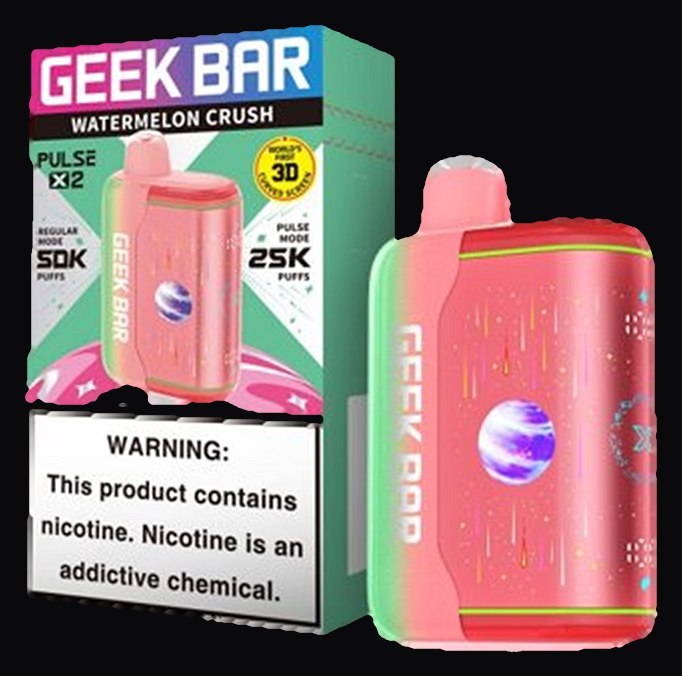 GEEK BAR
WATERMELON CRUSH
PULSE
X2
WORLD'S
FIRST
3D
CURVED SCREEN
REGULAR
MODE
50K
PUFFS
PULSE
MODE
25K
PUFFS
GEEK BAR
WARNING:
This product contains
nicotine. Nicotine is an
addictive chemical.
GEEK BAR
X